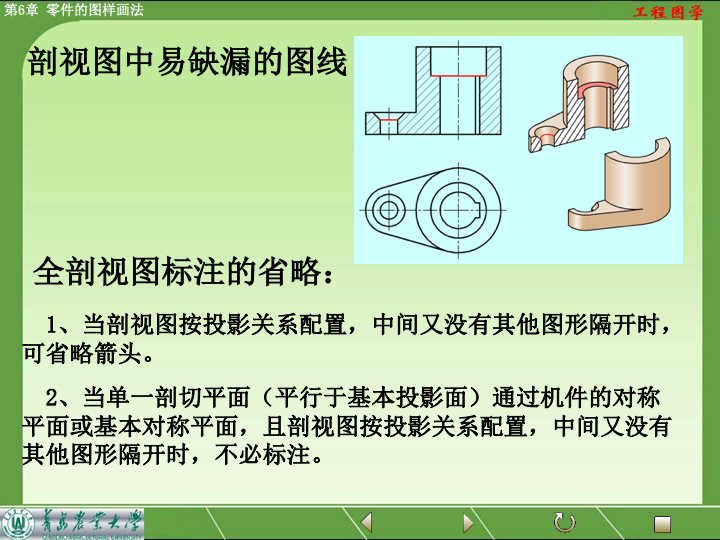 第6章 零件的图样画法
工程图学
剖视图中易缺漏的图线
全剖视图标注的省略：
1、当剖视图按投影关系配置，中间又没有其他图形隔开时，
可省略箭头。
2、当单一剖切平面（平行于基本投影面）通过机件的对称
平面或基本对称平面，且剖视图按投影关系配置，中间又没有
其他图形隔开时，不必标注。
青岛农业大学